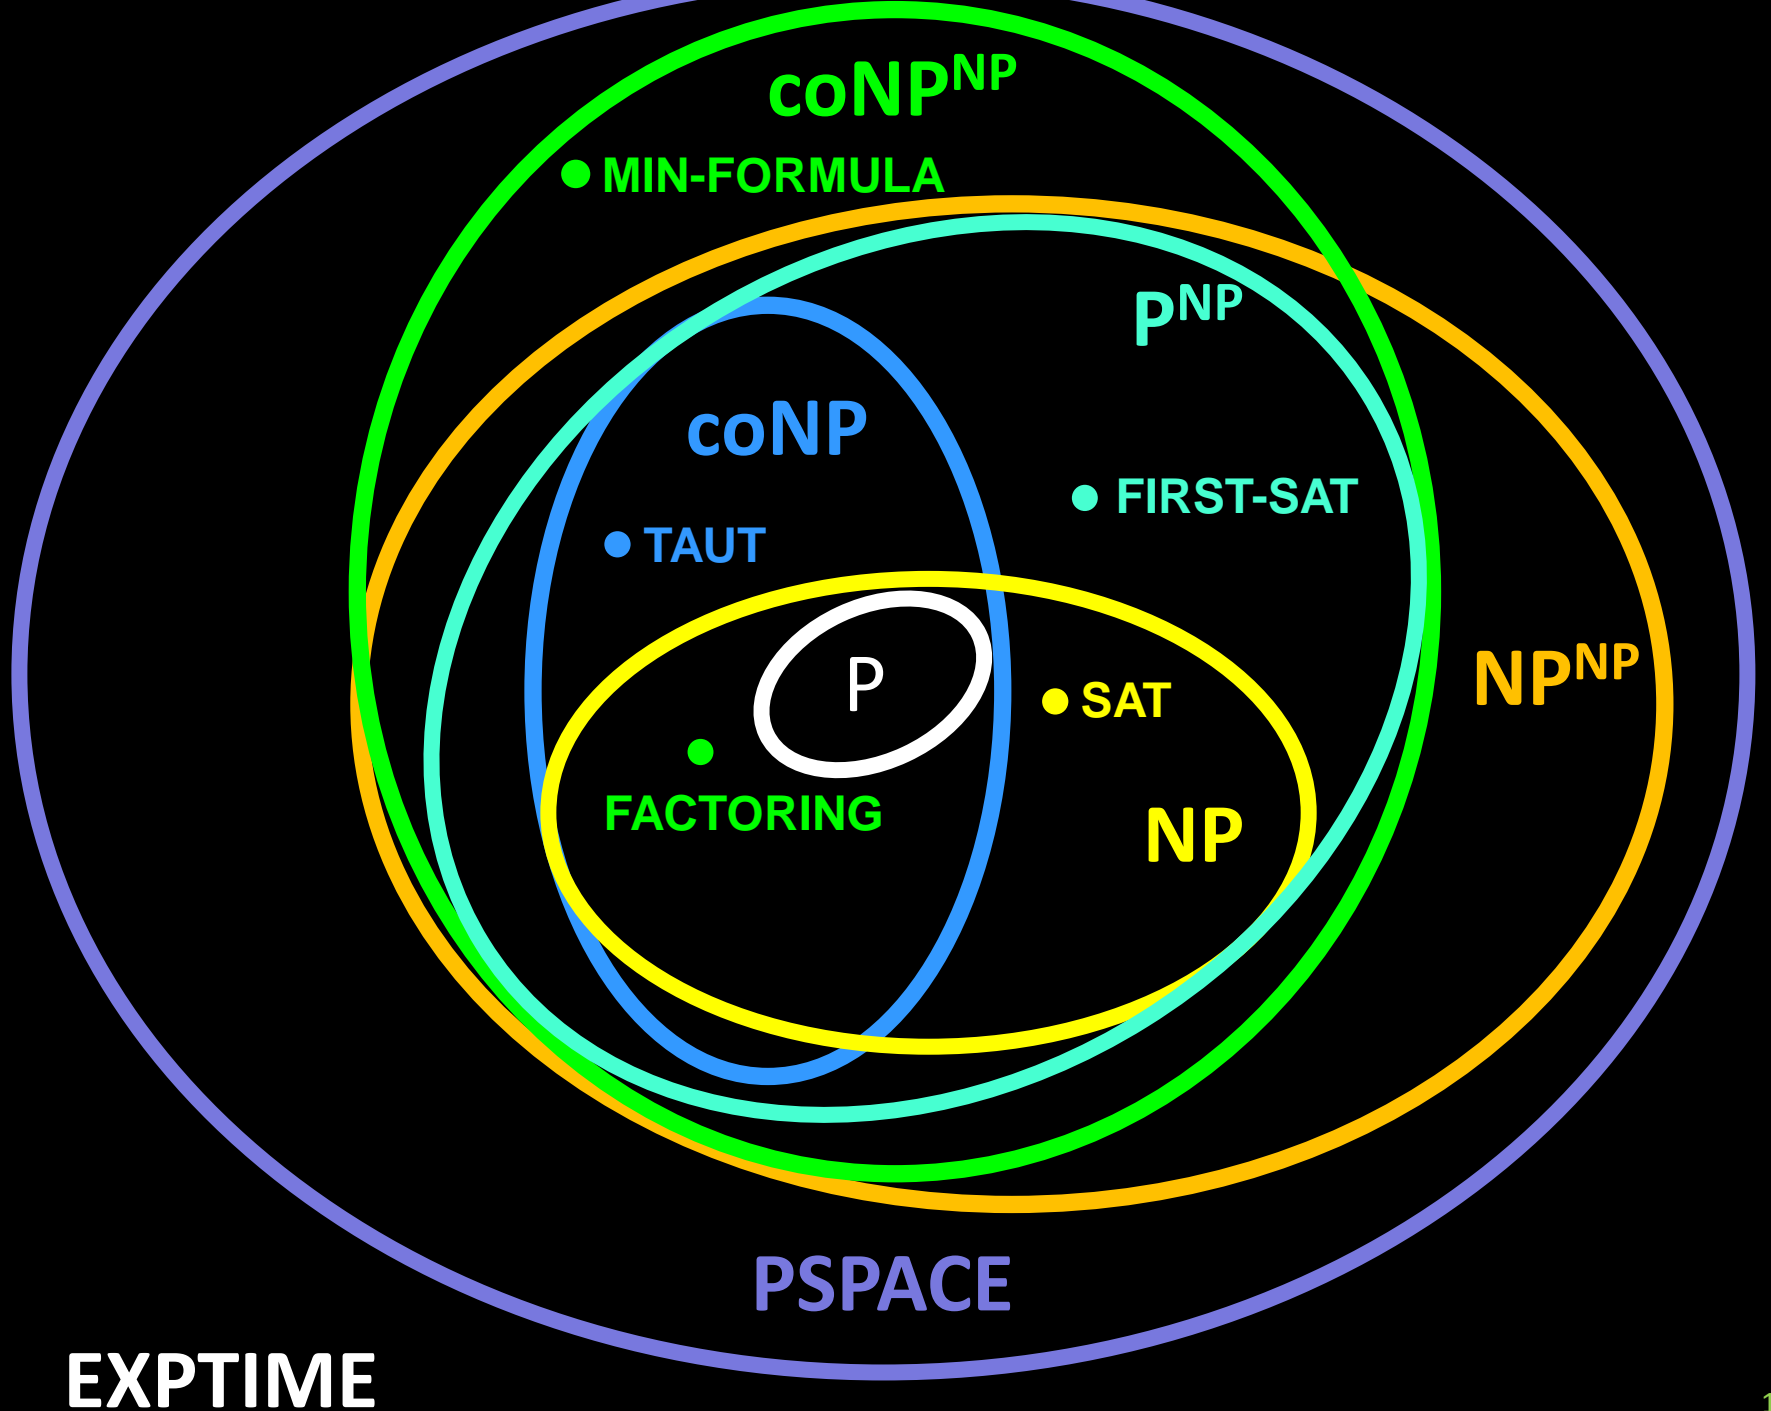 coNP^NP
MIN-FORMULA
P^NP
coNP
FIRST-SAT
TAUT
P
NP^NP
SAT
FACTORING
NP
PSPACE
EXPTIME